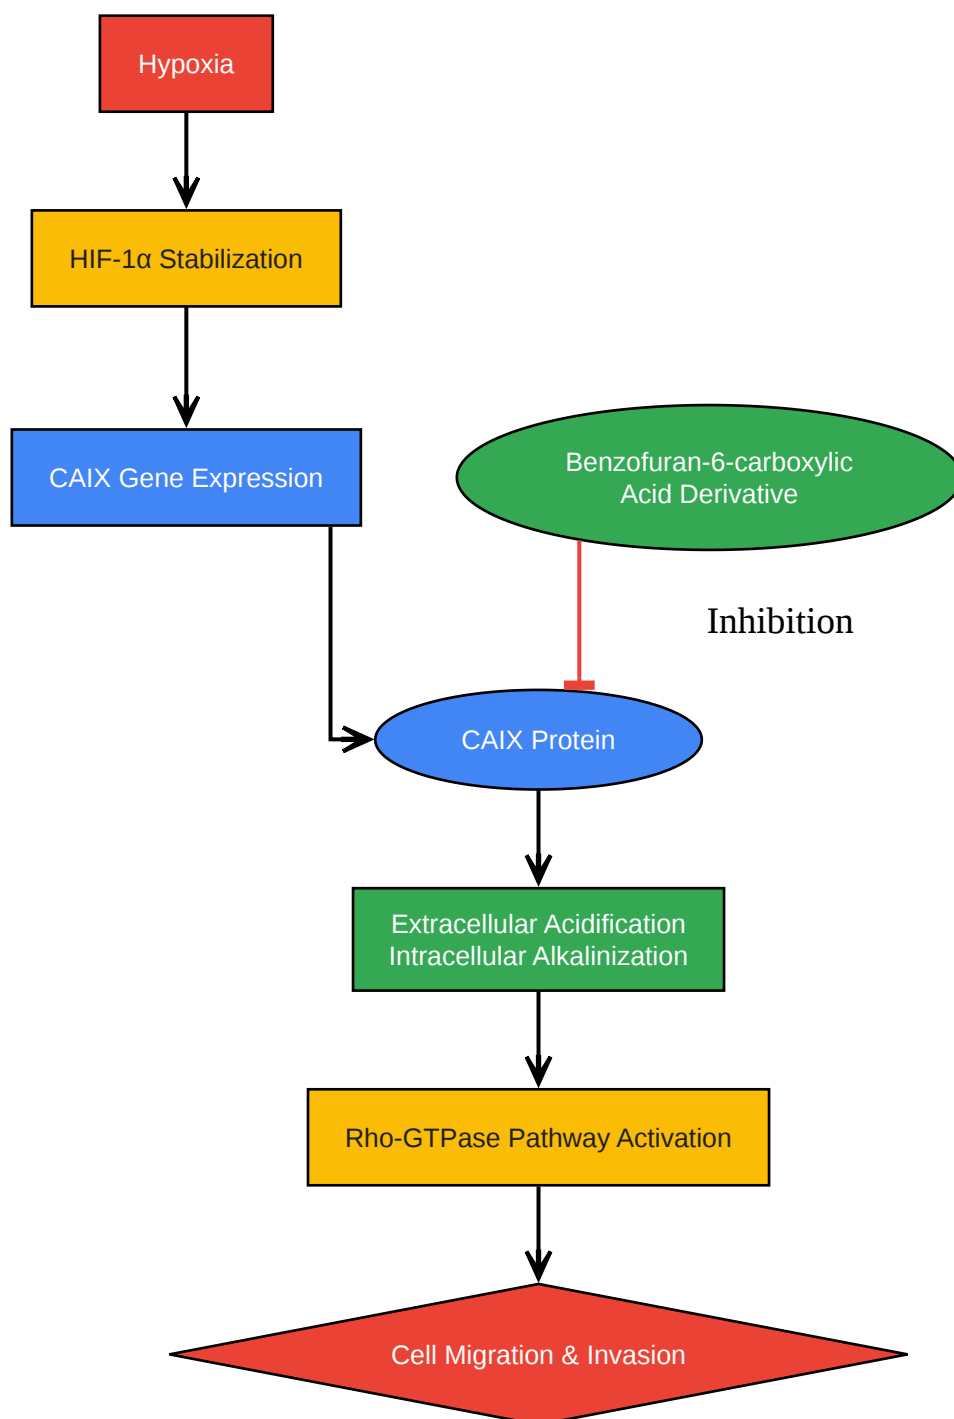 Hypoxia
HIF-1α Stabilization
CAIX Gene Expression
Benzofuran-6-carboxylic
Acid Derivative
Inhibition
CAIX Protein
Extracellular Acidification
Intracellular Alkalinization
Rho-GTPase Pathway Activation
Cell Migration & Invasion